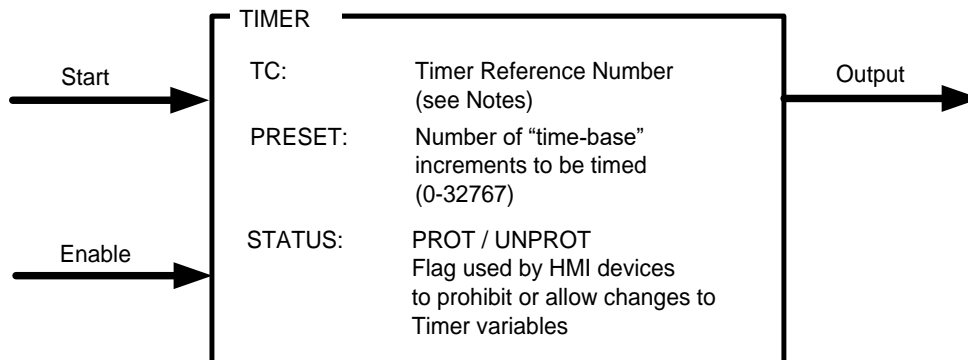 TIMER
Start
TC: Timer Reference Number
(see Notes)
Output
PRESET: Number of “time-base”
increments to be timed
(0-32767)
Enable
STATUS: PROT / UNPROT
Flag used by HMI devices
to prohibit or allow changes to
Timer variables